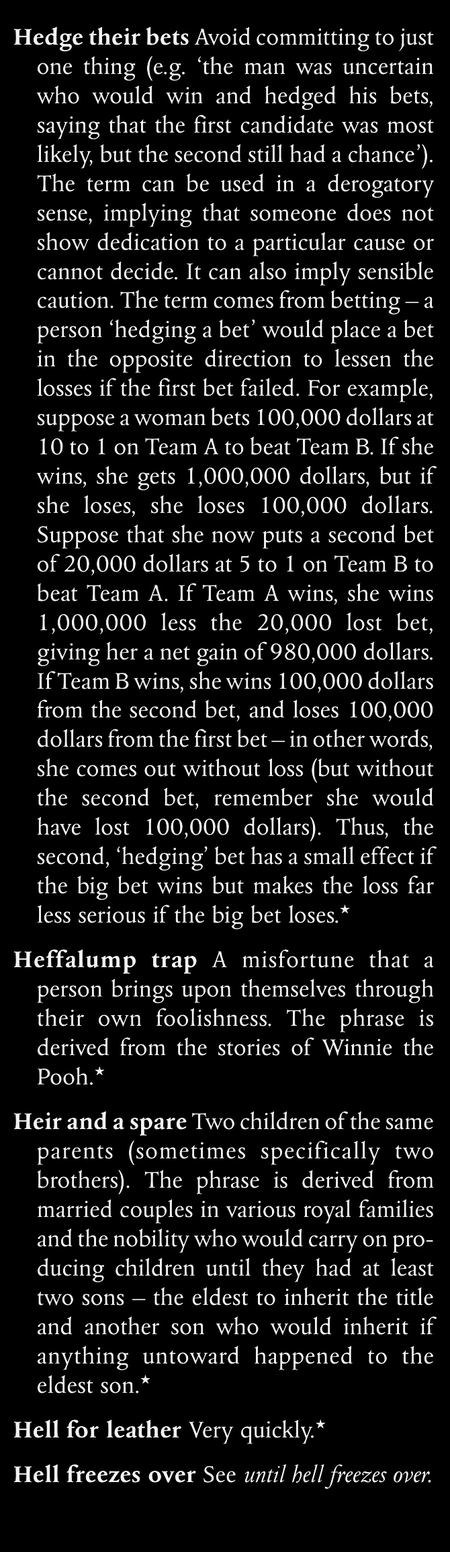 Hedge their bets Avoid committing to just
one thing (e.g. ‘the man was uncertain
who would win and hedged his bets,
saying that the first candidate was most
likely, but the second still had a chance’).
The term can be used in a derogatory
sense, implying that someone does not
show dedication to a particular cause or
cannot decide. It can also imply sensible
caution. The term comes from betting – a
person ‘hedging a bet’ would place a bet
in the opposite direction to lessen the
losses if the first bet failed. For example,
suppose a woman bets 100,000 dollars at
10 to 1 on Team A to beat Team B. If she
wins, she gets 1,000,000 dollars, but if
she loses, she loses 100,000 dollars.
Suppose that she now puts a second bet
of 20,000 dollars at 5 to 1 on Team B to
beat Team A. If Team A wins, she wins
1,000,000 less the 20,000 lost bet,
giving her a net gain of 980,000 dollars.
If Team B wins, she wins 100,000 dollars
from the second bet, and loses 100,000
dollars from the first bet – in other words,
she comes out without loss (but without
the second bet, remember she would
have lost 100,000 dollars). Thus, the
second, ‘hedging’ bet has a small effect if
the big bet wins but makes the loss far
less serious if the big bet loses.★
Heffalump trap A misfortune that a
person brings upon themselves through
their own foolishness. The phrase is
derived from the stories of Winnie the
Pooh.★
Heir and a spare Two children of the same
parents (sometimes specifically two
brothers). The phrase is derived from
married couples in various royal families
and the nobility who would carry on pro-
ducing children until they had at least
two sons – the eldest to inherit the title
and another son who would inherit if
anything untoward happened to the
eldest son.★
Hell for leather Very quickly.★
Hell freezes over See until hell freezes over.